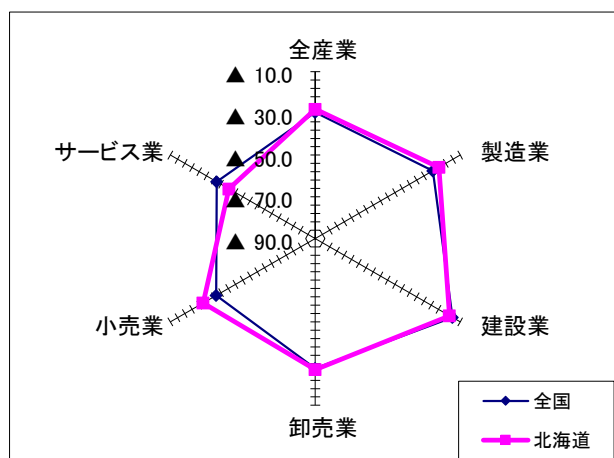 全産業
▲ 10.0
▲ 30.0
▲ 50.0
▲ 70.0
▲ 90.0
サービス業
製造業
小売業
建設業
卸売業
全国
北海道